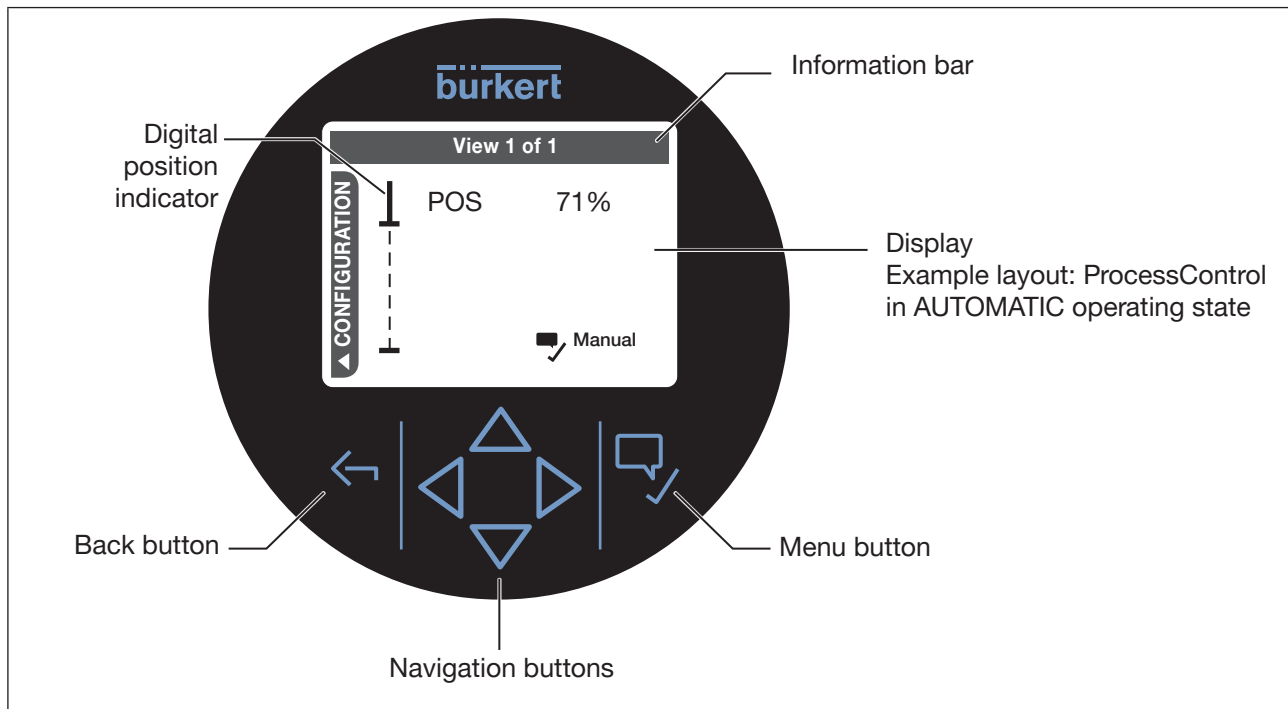 bürkert
Information bar
Digital
position
indicator
View 1 of 1
CONFIGURATION
POS 71%
Display
Example layout: ProcessControl
in AUTOMATIC operating state
Manual
Back button
Menu button
Navigation buttons